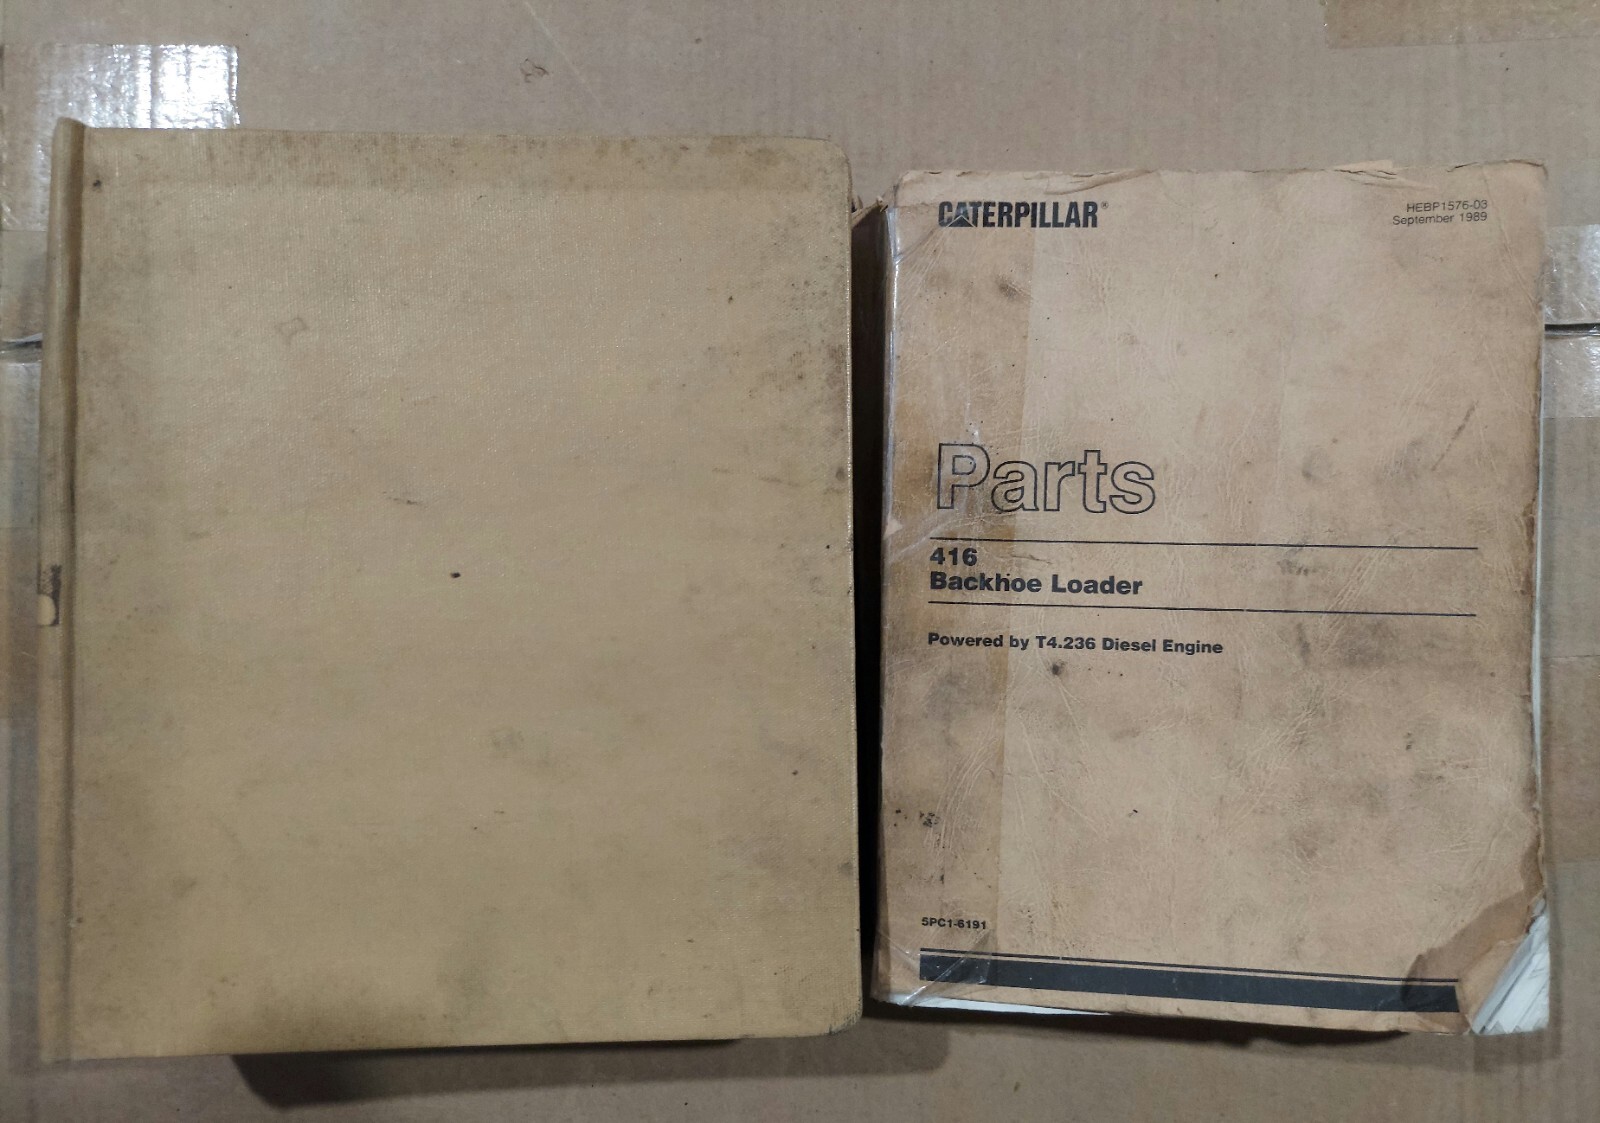 CATERPILLAR®
HEBP1576-03
September 1989
Parts
416
Backhoe Loader
Powered by T4.236 Diesel Engine
5PC1-6191